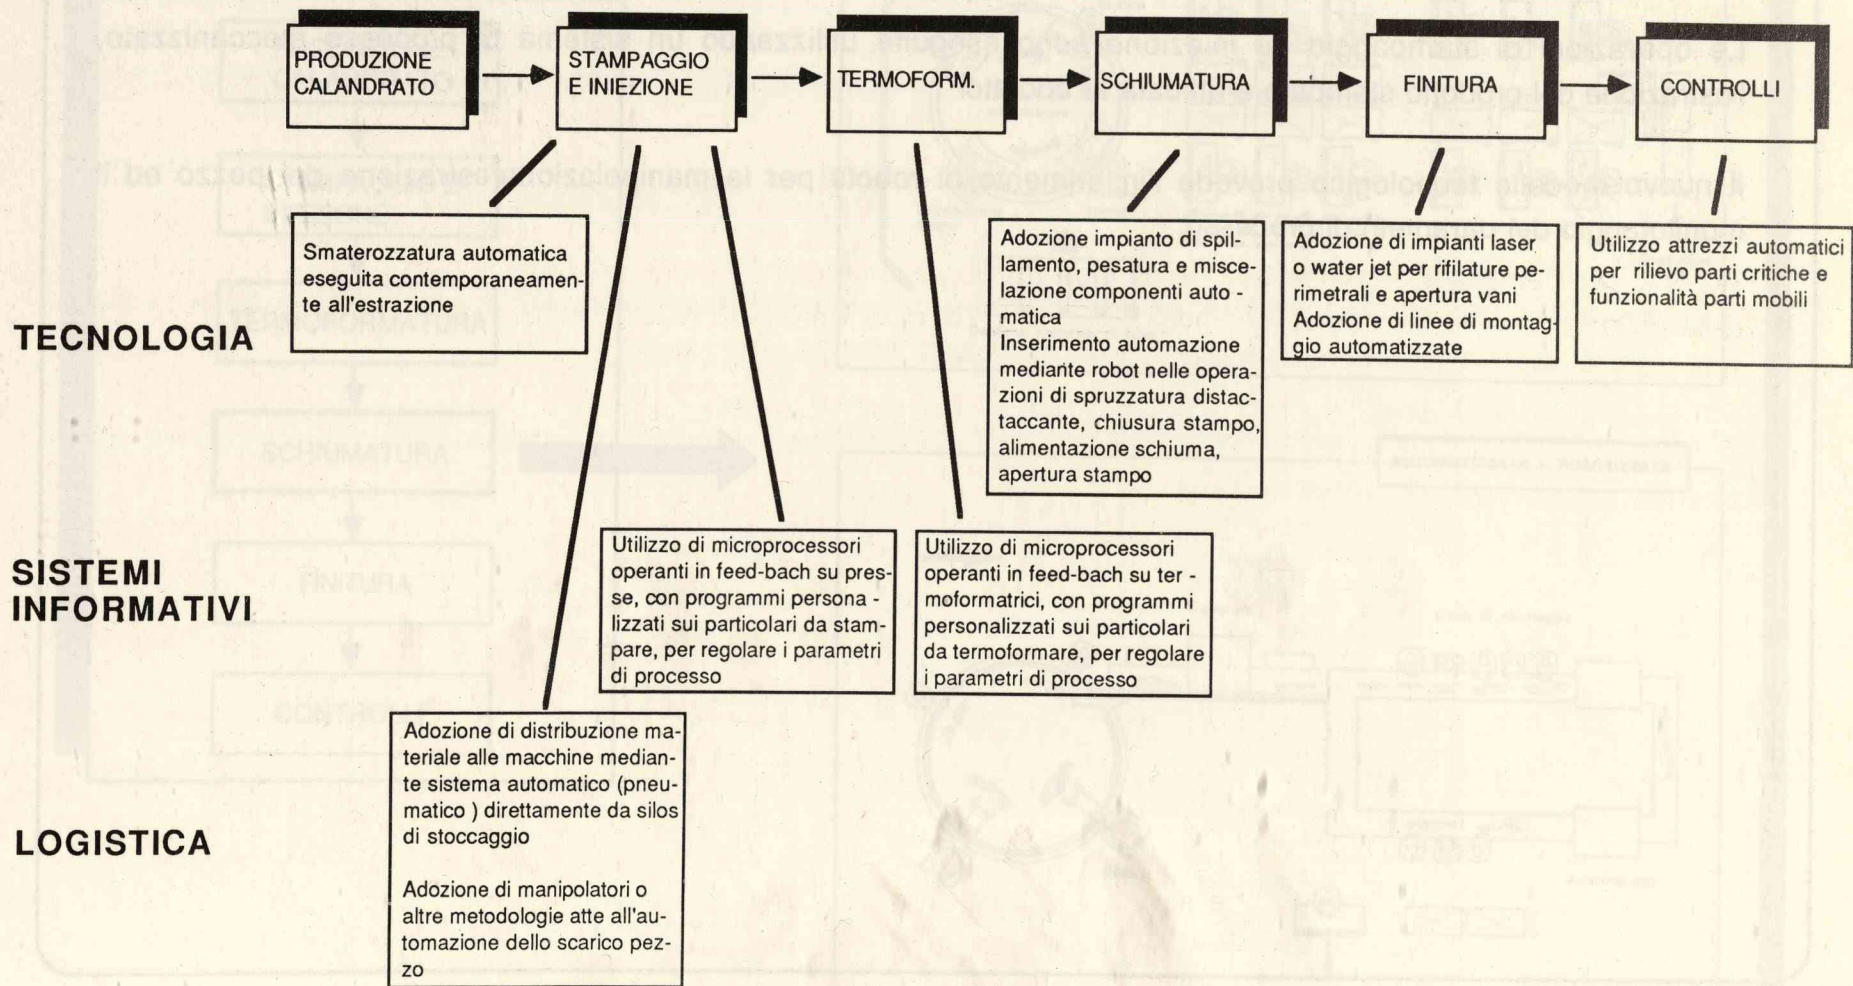 PRODUZIONE
CALANDRATO
STAMPAGGIO
E INIEZIONE
TERMOFORM.
SCHIUMATURA
FINITURA
CONTROLLI
TECNOLOGIA
Smaterozzatura automatica
eseguita contemporaneamen-
te all'estrazione
Adozione impianto di spil-
lamento, pesatura e misce-
lazione componenti auto -
matica
Inserimento automazione
mediante robot nelle opera-
zioni di spruzzatura distac-
taccante, chiusura stampo,
alimentazione schiuma,
apertura stampo
Adozione di impianti laser
o water jet per rifilature pe-
rimetrali e apertura vani
Adozione di linee di montag-
gio automatizzate
Utilizzo attrezzi automatici
per rilievo parti critiche e
funzionalità parti mobili
SISTEMI
INFORMATIVI
Utilizzo di microprocessori
operanti in feed-bach su pres-
se, con programmi persona -
lizzati sui particolari da stam-
pare, per regolare i parametri
di processo
Utilizzo di microprocessori
operanti in feed-bach su ter -
moformatrici, con programmi
personalizzati sui particolari
da termoformare, per regolare
i parametri di processo
LOGISTICA
Adozione di distribuzione ma-
teriale alle macchine median-
te sistema automatico (pneu-
matico ) direttamente da silos
di stoccaggio
Adozione di manipolatori o
altre metodologie atte all'au-
tomazione dello scarico pez-
zo